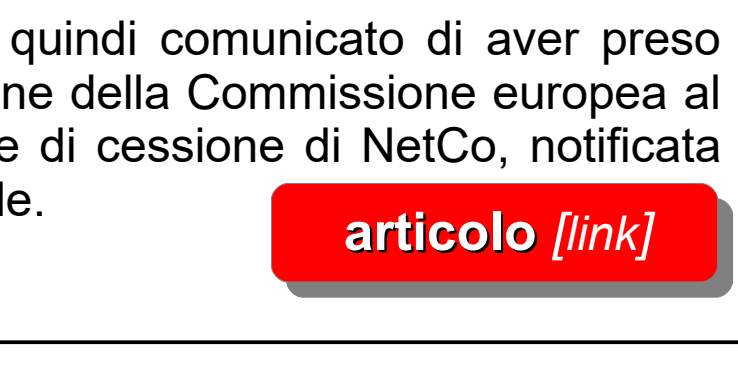 quindi comunicato di aver preso
ne della Commissione europea al
e di cessione di NetCo, notificata
le.
articolo [link]